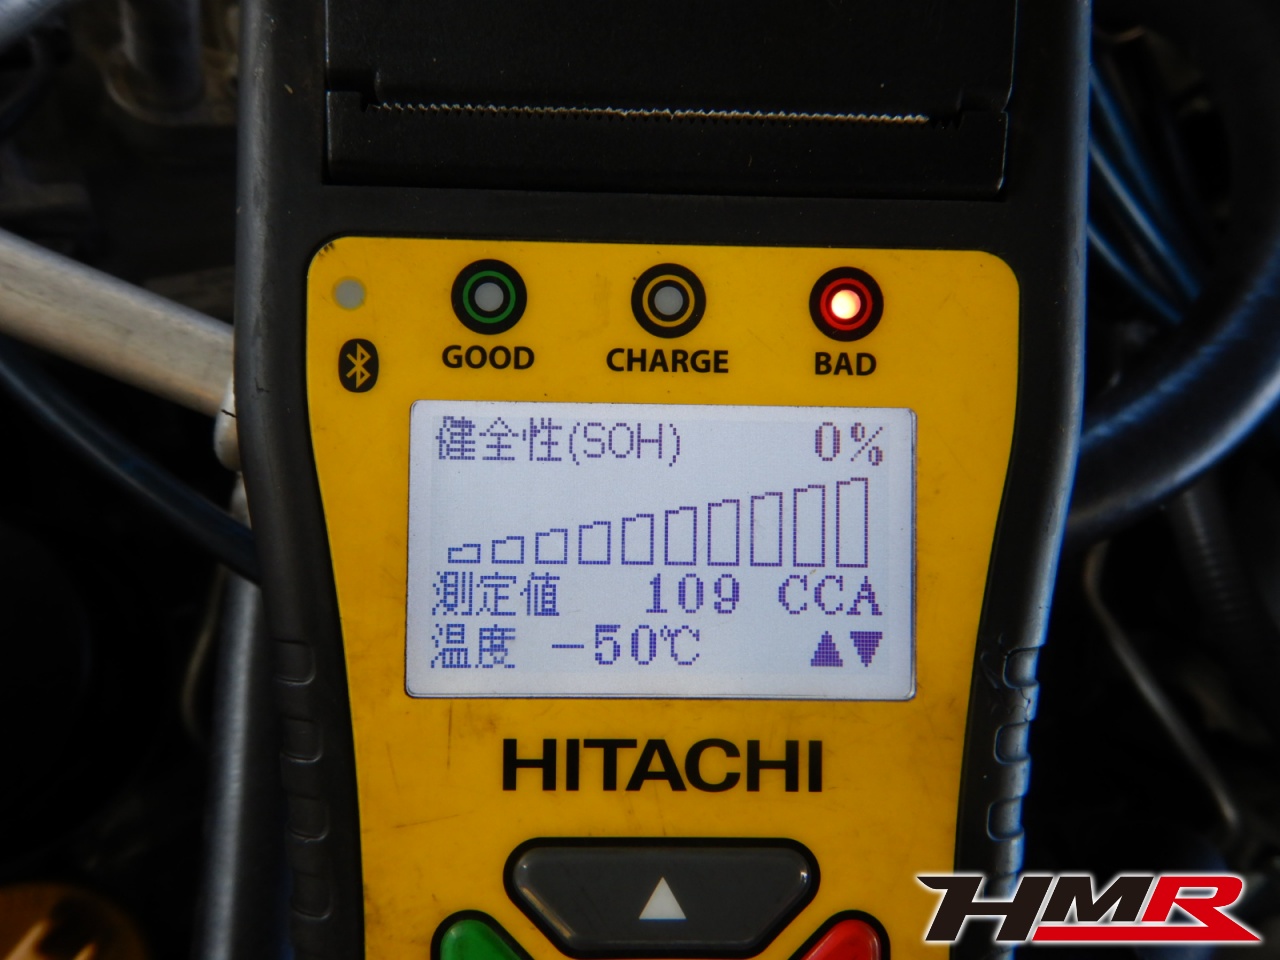 GOOD CHARGE BAD
健全性(SOH) 0%
測定値 109 CCA
温度 -50℃ ▲▼
HITACHI
HMR